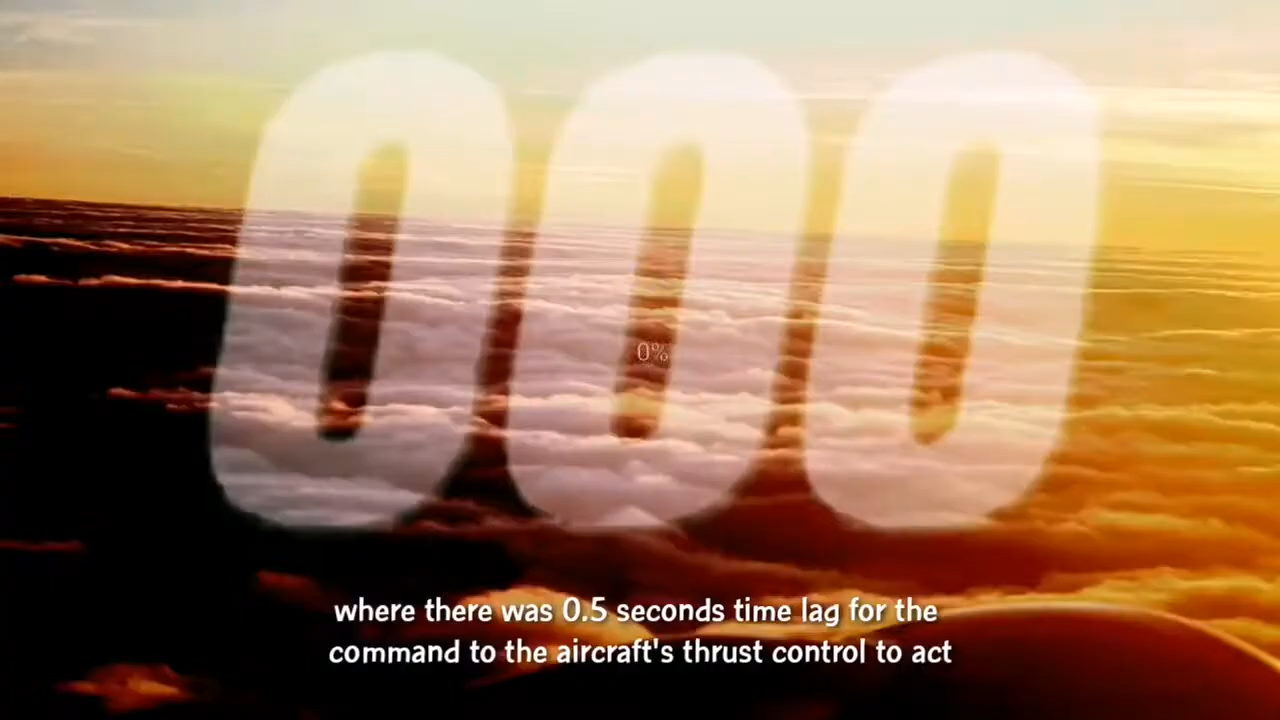 000
0%
where there was 0.5 seconds time lag for the
command to the aircraft's thrust control to act